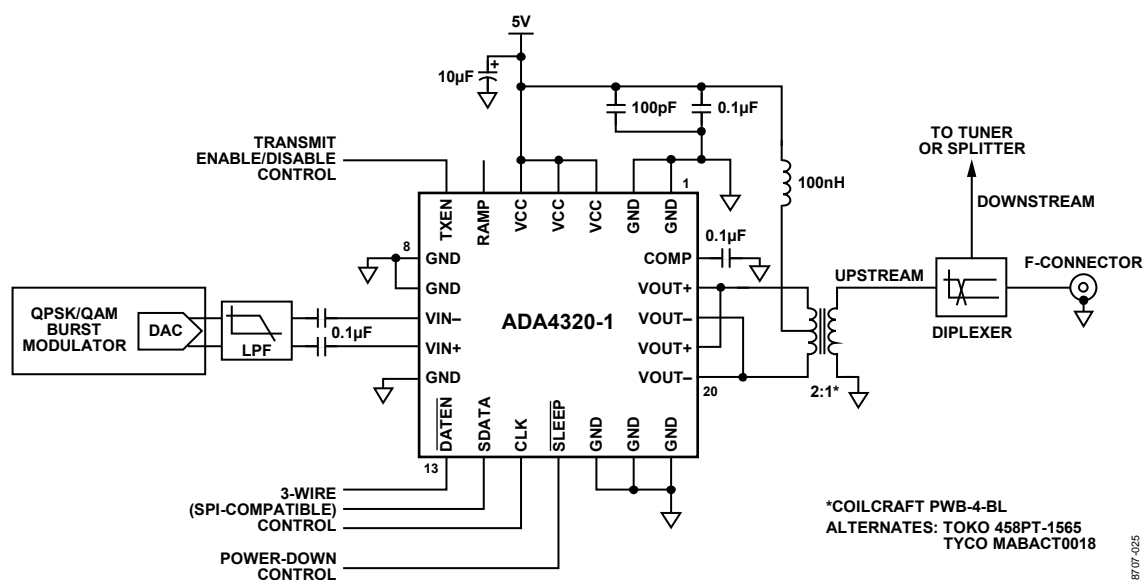 5V
10µF
+
100pF
0.1µF
TRANSMIT
ENABLE/DISABLE
CONTROL
TO TUNER
OR SPLITTER
100nH
DOWNSTREAM
1
TXEN
RAMP
VCC
VCC
VCC
GND
GND
8
GND
GND
COMP
0.1µF
F-CONNECTOR
UPSTREAM
VOUT+
QPSK/QAM
BURST
MODULATOR
DAC
LPF
0.1µF
VIN–
VIN+
ADA4320-1
VOUT–
VOUT+
DIPLEXER
GND
VOUT–
20
2:1*
DATEN
SDATA
CLK
SLEEP
GND
GND
GND
13
3-WIRE
(SPI-COMPATIBLE)
CONTROL
POWER-DOWN
CONTROL
*COILCRAFT PWB-4-BL
ALTERNATES: TOKO 458PT-1565
TYCO MABACT0018
8707-025